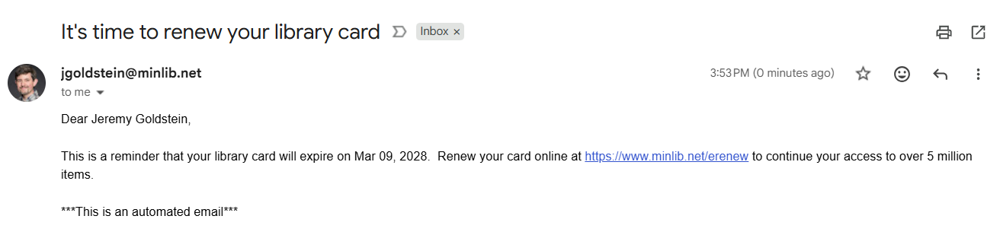 It's time to renew your library card
Inbox ×
jgoldstein@minlib.net
3:53 PM (0 minutes ago)
to me
Dear Jeremy Goldstein,
This is a reminder that your library card will expire on Mar 09, 2028.  Renew your card online at https://www.minlib.net/erenew to continue your access to over 5 million
items.
***This is an automated email***